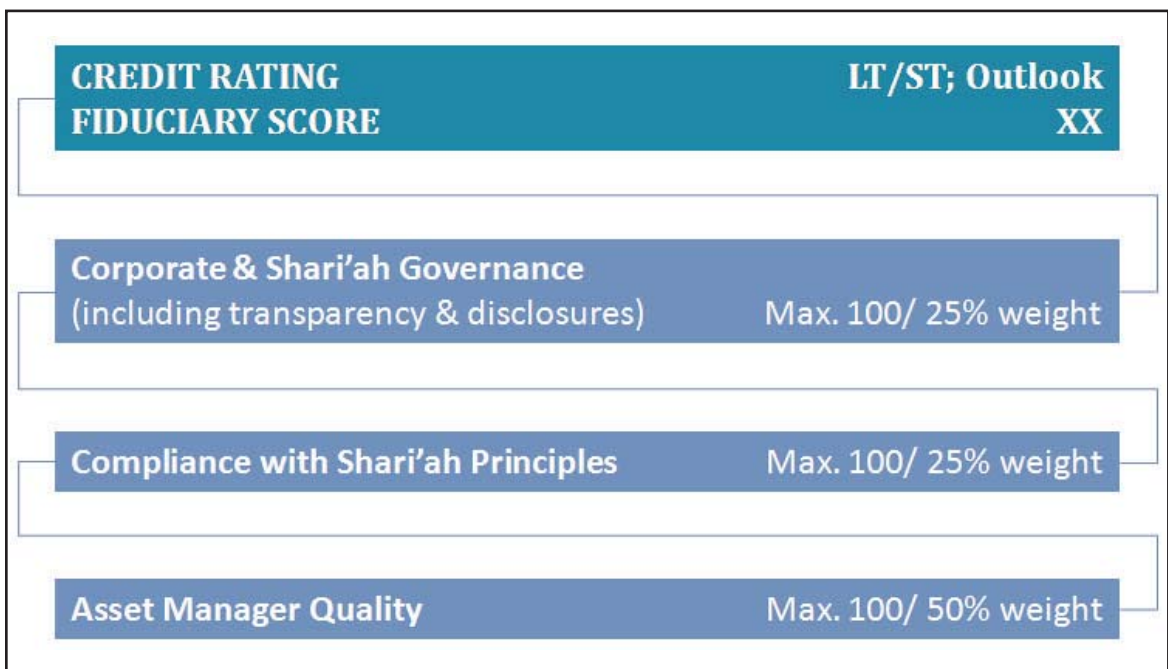 CREDIT RATING LT/ST; Outlook
FIDUCIARY SCORE XX
Corporate & Shari’ah Governance
(including transparency & disclosures) Max. 100/ 25% weight
Compliance with Shari’ah Principles Max. 100/ 25% weight
Asset Manager Quality Max. 100/ 50% weight